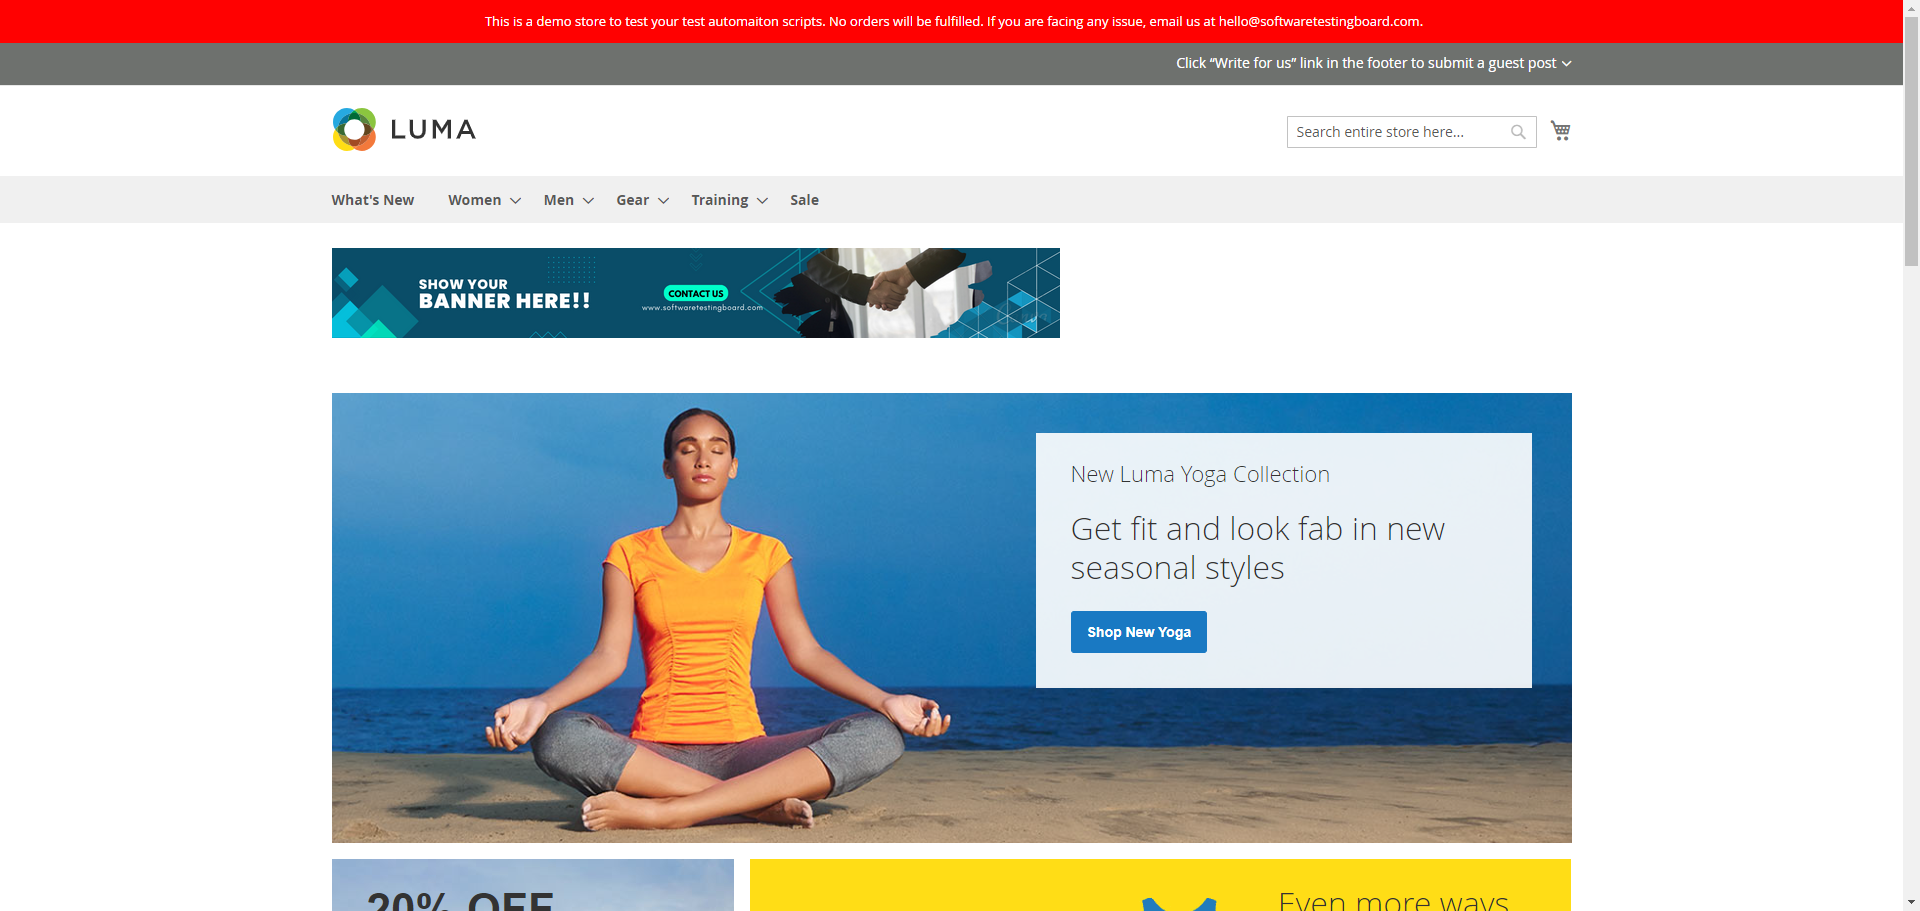 This is a demo store to test your test automaiton scripts. No orders will be fulfilled. If you are facing any issue, email us at hello@softwaretestingboard.com.
Click “Write for us” link in the footer to submit a guest post
LUMA
Search entire store here...
What's New Women Men Gear Training Sale
SHOW YOUR
BANNER HERE!!
CONTACT US
www.softwaretestingboard.com
New Luma Yoga Collection
Get fit and look fab in new
seasonal styles
Shop New Yoga
20% OFF
Even more ways